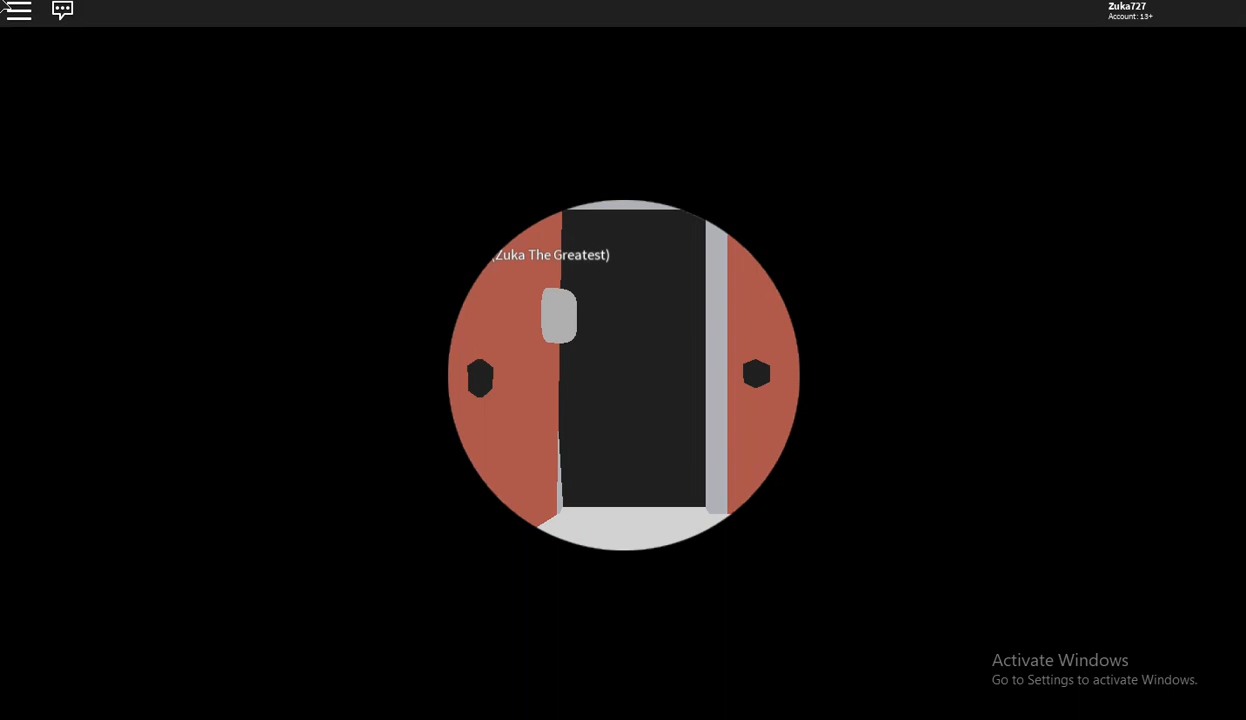 Zuka727
Account: 13+
(Zuka The Greatest)
Activate Windows
Go to Settings to activate Windows.